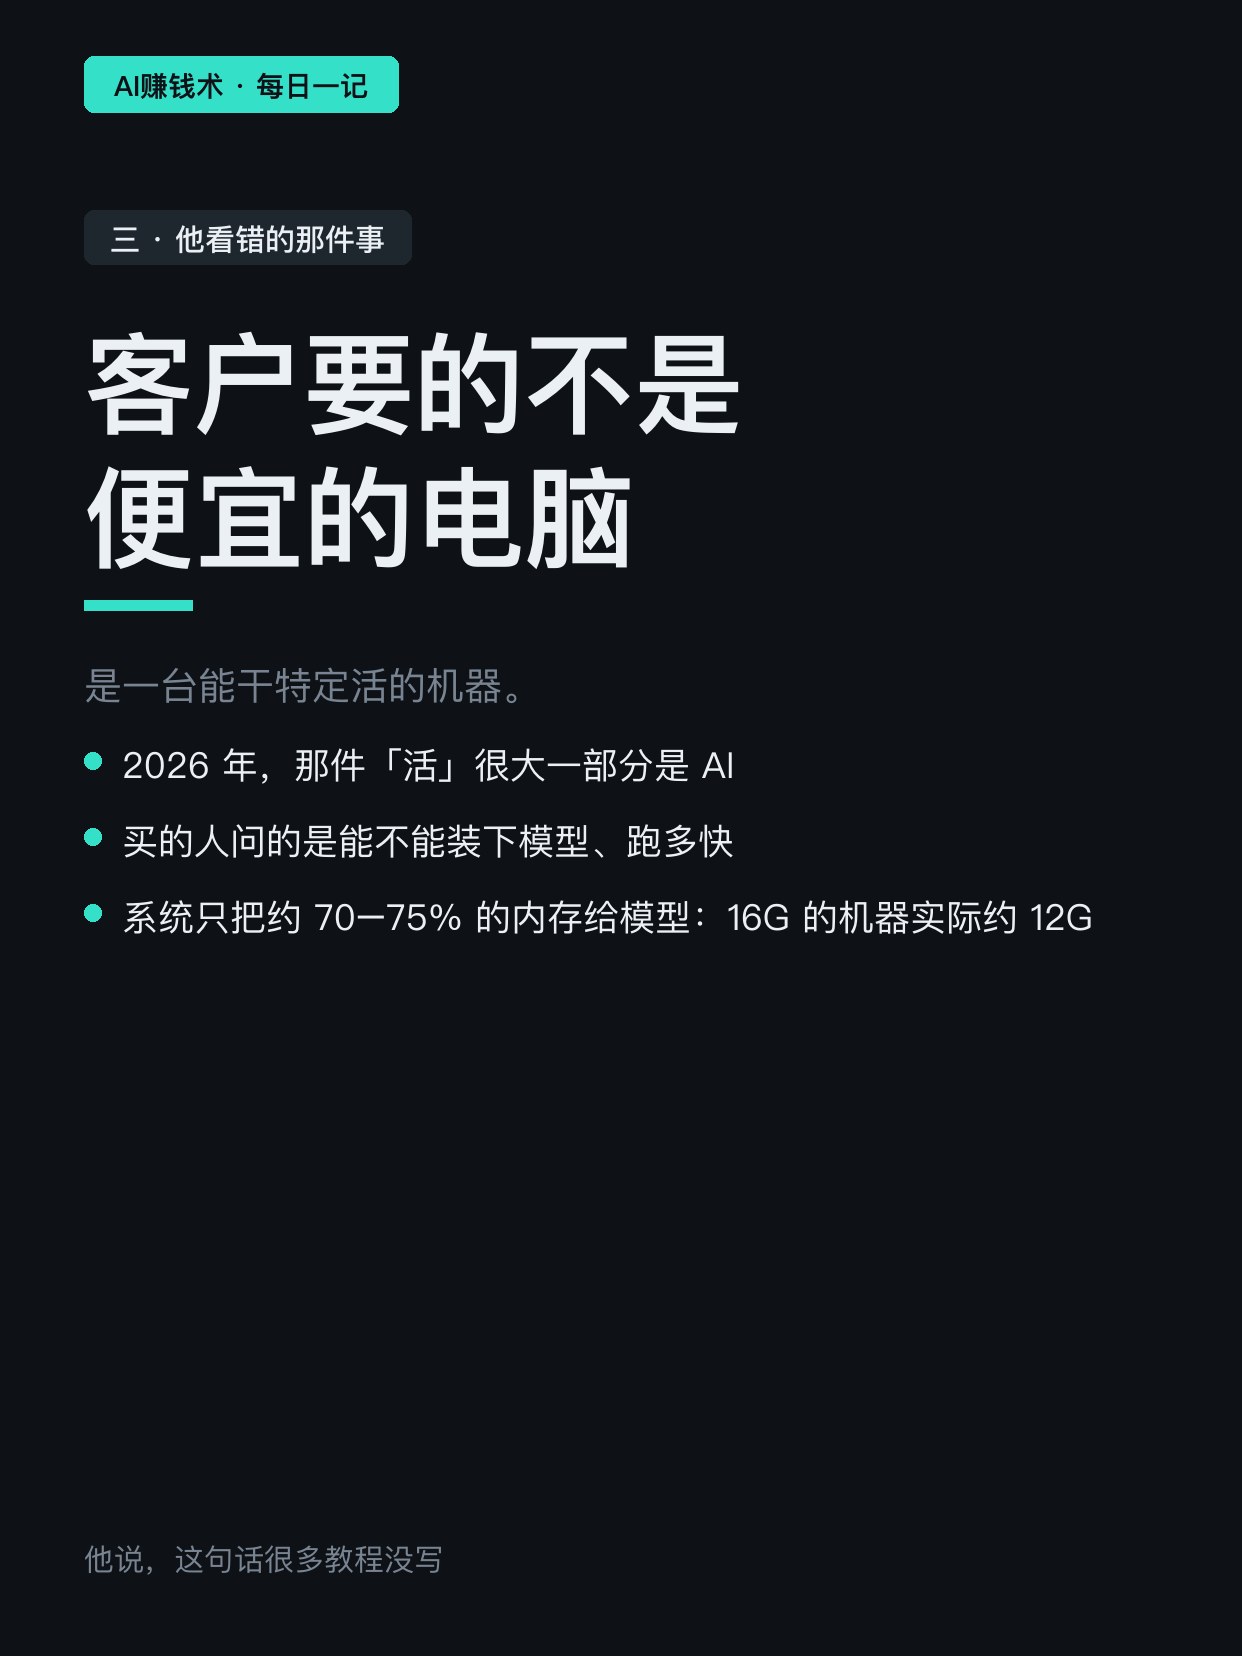 AI赚钱术 · 每日一记
三 · 他看错的那件事
客户要的不是
便宜的电脑
是一台能干特定活的机器。
2026 年，那件「活」很大一部分是 AI
买的人问的是能不能装下模型、跑多快
系统只把约 70–75% 的内存给模型：16G 的机器实际约 12G
他说，这句话很多教程没写